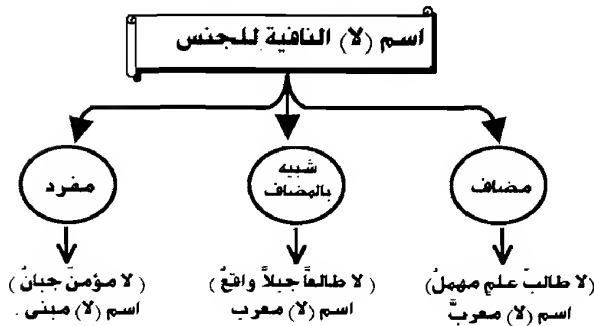 اسم (لا) النافية للجنس
مضاف
شبيه
بالمضاف
مفرد
(لا طالبَ علمٍ مهملٌ)
اسم (لا) معربٌ
(لا طالعاً جبلاً واقعٌ)
اسم (لا) معرب
(لا مؤمنَ جبانٌ)
اسم (لا) مبنى .